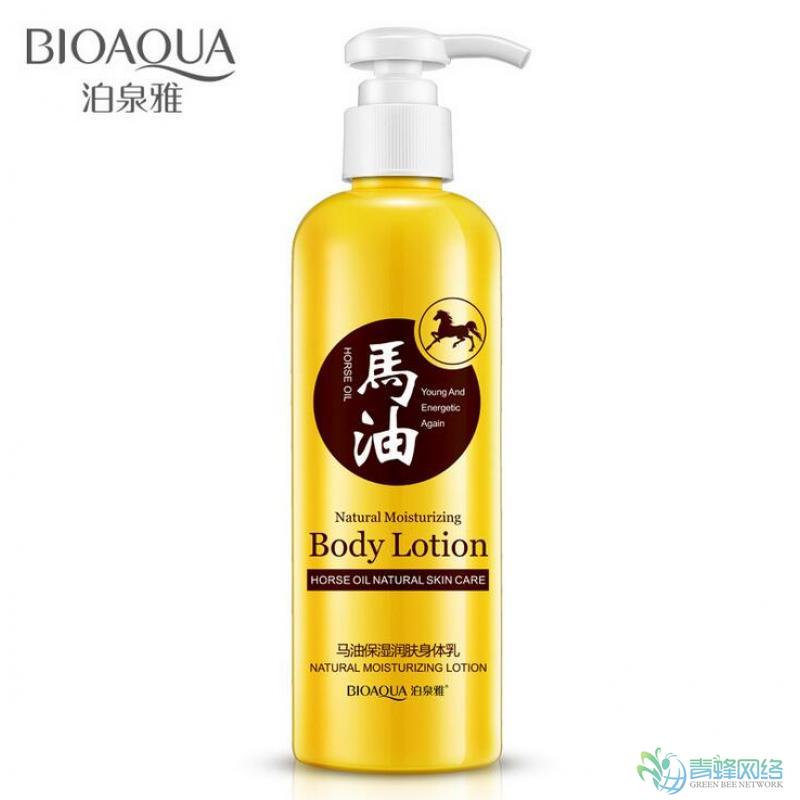 BIOAQUA
泊泉雅
HORSE OIL
馬油
Young And
Energetic
Again
Natural Moisturizing
Body Lotion
HORSE OIL NATURAL SKIN CARE
马油保湿润肤身体乳
NATURAL MOISTURIZING LOTION
BIOAQUA 泊泉雅®
青蜂网络
GREEN BEE NETWORK